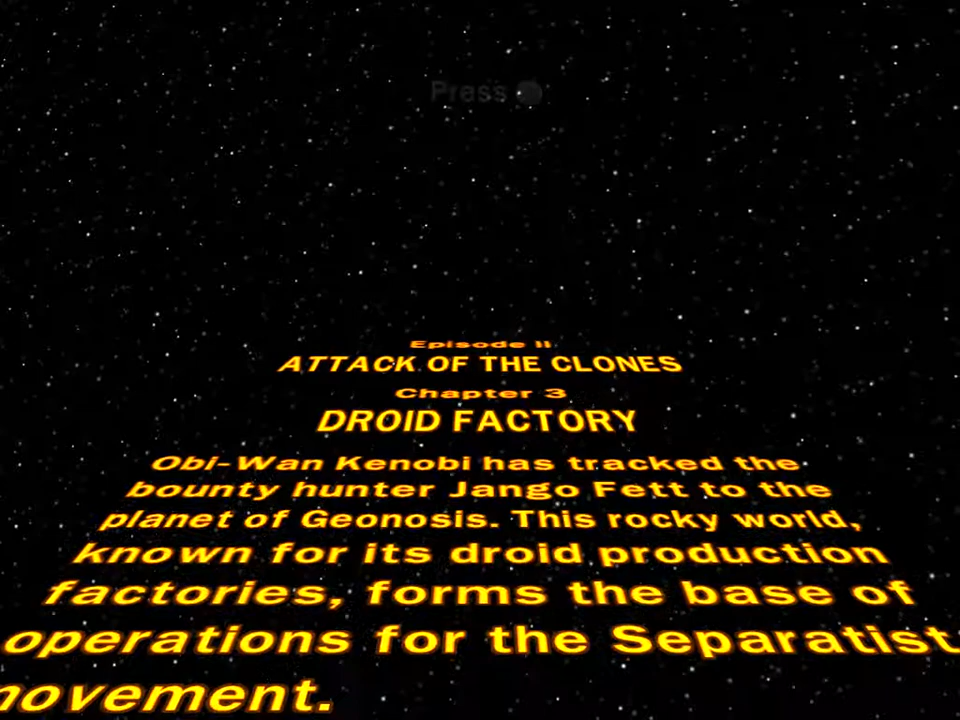 Press
Episode II
ATTACK OF THE CLONES
Chapter 3
DROID FACTORY
Obi-Wan Kenobi has tracked the
bounty hunter Jango Fett to the
planet of Geonosis. This rocky world,
known for its droid production
factories, forms the base of
operations for the Separatist
movement.